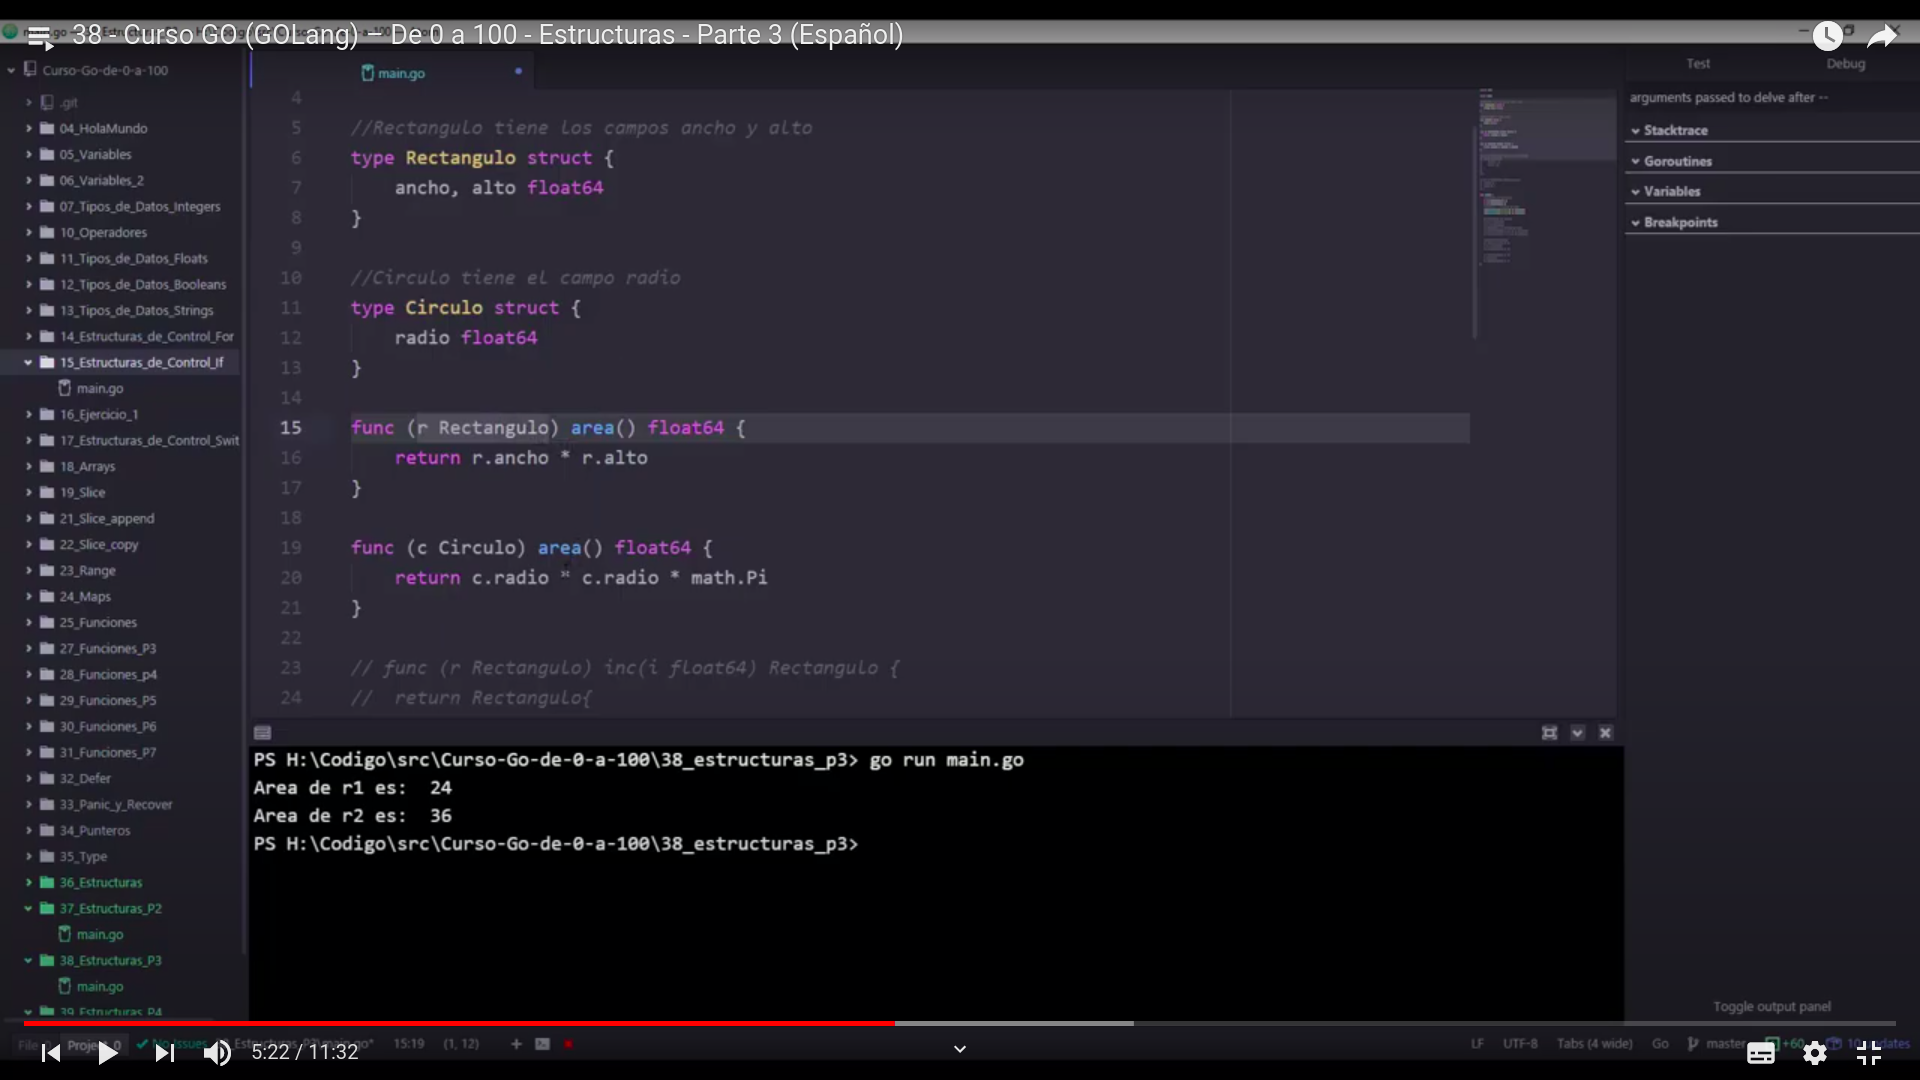 38 - Curso GO (GOLang) – De 0 a 100 - Estructuras - Parte 3 (Español)
Curso-Go-de-0-a-100
.git
04_HolaMundo
05_Variables
06_Variables_2
07_Tipos_de_Datos_Integers
10_Operadores
11_Tipos_de_Datos_Floats
12_Tipos_de_Datos_Booleans
13_Tipos_de_Datos_Strings
14_Estructuras_de_Control_For
15_Estructuras_de_Control_If
main.go
16_Ejercicio_1
17_Estructuras_de_Control_Swit
18_Arrays
19_Slice
21_Slice_append
22_Slice_copy
23_Range
24_Maps
25_Funciones
27_Funciones_P3
28_Funciones_p4
29_Funciones_P5
30_Funciones_P6
31_Funciones_P7
32_Defer
33_Panic_y_Recover
34_Punteros
35_Type
36_Estructuras
37_Estructuras_P2
main.go
38_Estructuras_P3
main.go
39_Estructuras_P4
main.go
4
5 //Rectangulo tiene los campos ancho y alto
6 type Rectangulo struct {
7 ancho, alto float64
8 }
9
10 //Circulo tiene el campo radio
11 type Circulo struct {
12 radio float64
13 }
14
15 func (r Rectangulo) area() float64 {
16 return r.ancho * r.alto
17 }
18
19 func (c Circulo) area() float64 {
20 return c.radio * c.radio * math.Pi
21 }
22
23 // func (r Rectangulo) inc(i float64) Rectangulo {
24 // return Rectangulo{
Test Debug
arguments passed to delve after --
Stacktrace
Goroutines
Variables
Breakpoints
PS H:\Codigo\src\Curso-Go-de-0-a-100\38_estructuras_p3> go run main.go
Area de r1 es: 24
Area de r2 es: 36
PS H:\Codigo\src\Curso-Go-de-0-a-100\38_estructuras_p3>
Toggle output panel
File 0 Project 0 No Issues 15:19 (1, 12) + LF UTF-8 Tabs (4 wide) Go master +60
5:22 / 11:32